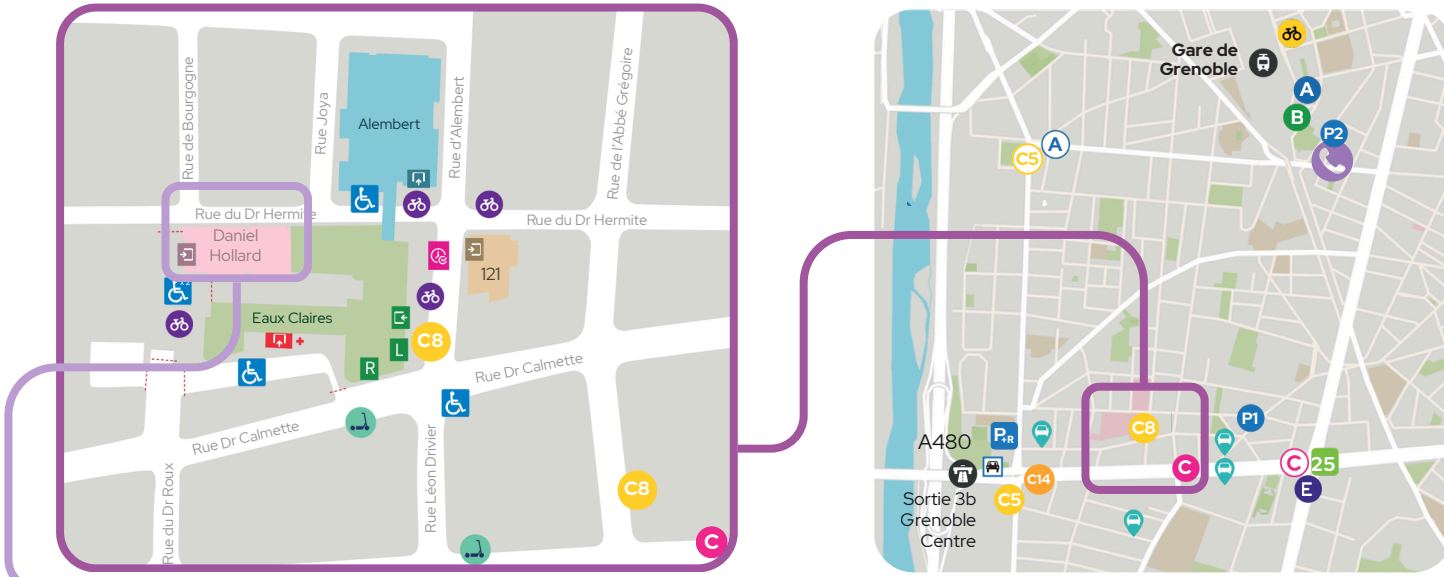 Rue de Bourgogne
Rue Joya
Alembert
Rue d'Alembert
Rue de l'Abbé Grégoire
Rue du Dr Hermite
Rue du Dr Hermite
Daniel
Hollard
121
Eaux Claires
C8
L
R
Rue Dr Calmette
Rue Dr Calmette
Rue du Dr Roux
Rue Léon Drivier
C8
C
Gare de
Grenoble
A
B
P2
A
C5
C8
P1
A480
P+R
C
C
25
C14
E
C5
Sortie 3b
Grenoble
Centre